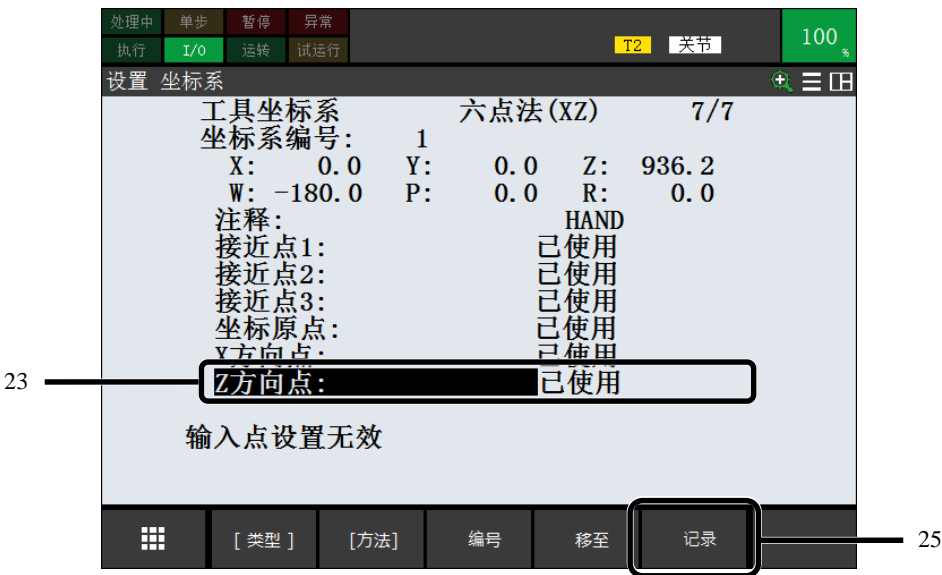 处理中 单步 暂停 异常
执行 I/O 运转 试运行 T2 关节 100 %
设置 坐标系
工具坐标系 六点法(XZ) 7/7
坐标系编号: 1
X: 0.0 Y: 0.0 Z: 936.2
W: -180.0 P: 0.0 R: 0.0
注释: HAND
接近点1: 已使用
接近点2: 已使用
接近点3: 已使用
坐标原点: 已使用
X方向点: 已使用
23 Z方向点: 已使用
输入点设置无效
[ 类型 ] [方法] 编号 移至 记录 25